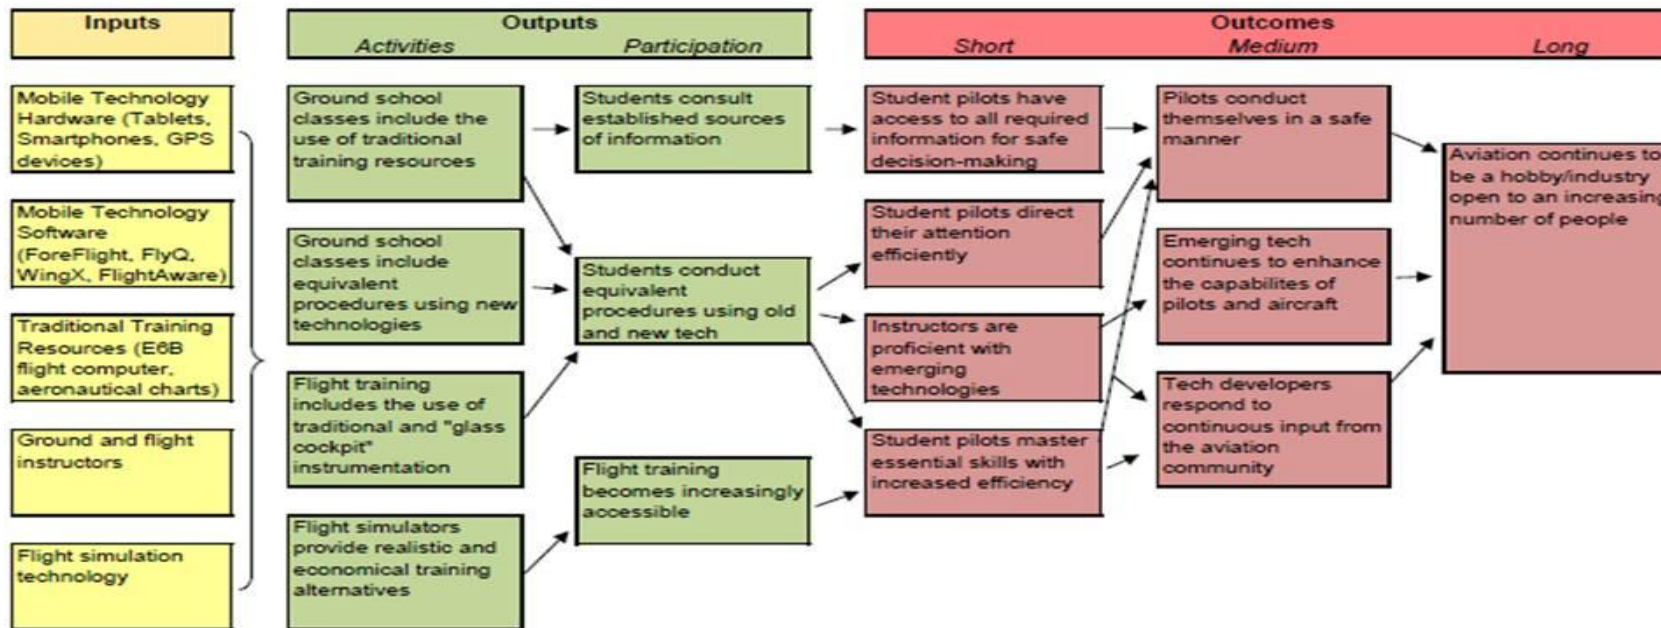 Inputs
Outputs
Activities
Participation
Outcomes
Short
Medium
Long
Mobile Technology
Hardware (Tablets,
Smartphones, GPS
devices)
Mobile Technology
Software
(ForeFlight, FlyQ,
WingX, FlightAware)
Traditional Training
Resources (E6B
flight computer,
aeronautical charts)
Ground and flight
instructors
Flight simulation
technology
Ground school
classes include the
use of traditional
training resources
Ground school
classes include
equivalent
procedures using new
technologies
Flight training
includes the use of
traditional and "glass
cockpit"
instrumentation
Flight simulators
provide realistic and
economical training
alternatives
Students consult
established sources
of information
Students conduct
equivalent
procedures using old
and new tech
Flight training
becomes increasingly
accessible
Student pilots have
access to all required
information for safe
decision-making
Student pilots direct
their attention
efficiently
Instructors are
proficient with
emerging
technologies
Student pilots master
essential skills with
increased efficiency
Pilots conduct
themselves in a safe
manner
Emerging tech
continues to enhance
the capabilites of
pilots and aircraft
Tech developers
respond to
continuous input from
the aviation
community
Aviation continues to
be a hobby/industry
open to an increasing
number of people